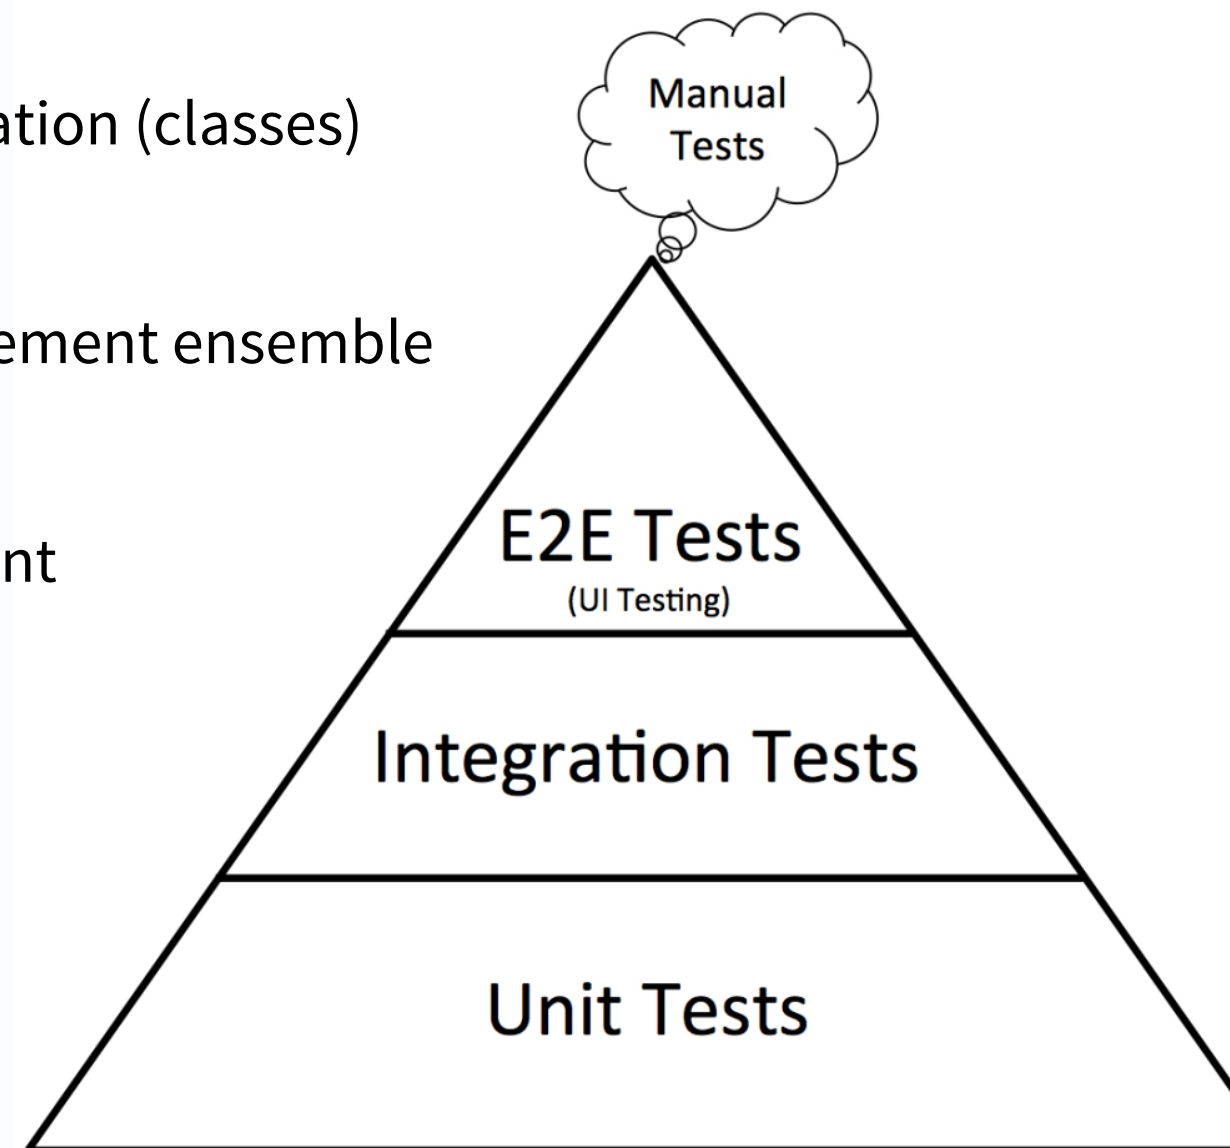 ation (classes)
ement ensemble
nt
Manual
Tests
E2E Tests
(UI Testing)
Integration Tests
Unit Tests